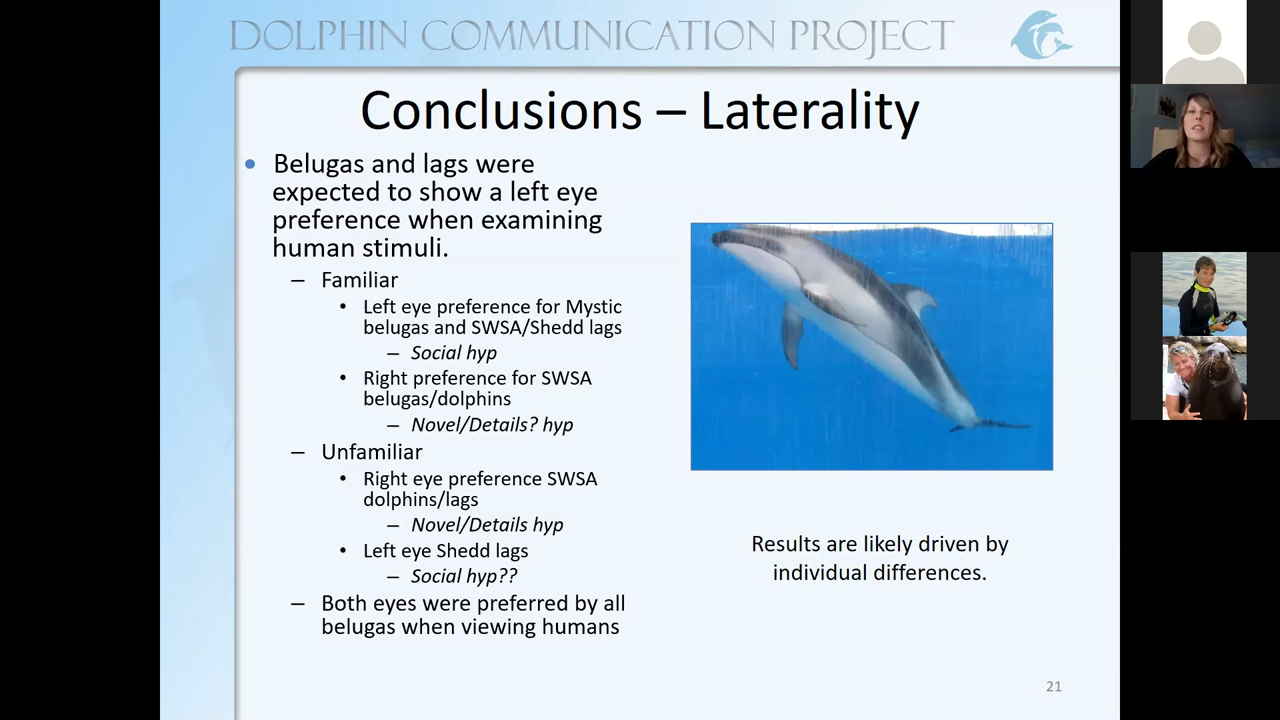 DOLPHIN COMMUNICATION PROJECT
Conclusions – Laterality
• Belugas and lags were
expected to show a left eye
preference when examining
human stimuli.
– Familiar
• Left eye preference for Mystic
belugas and SWSA/Shedd lags
– Social hyp
• Right preference for SWSA
belugas/dolphins
– Novel/Details? hyp
– Unfamiliar
• Right eye preference SWSA
dolphins/lags
– Novel/Details hyp
• Left eye Shedd lags
– Social hyp??
– Both eyes were preferred by all
belugas when viewing humans
Results are likely driven by
individual differences.
21